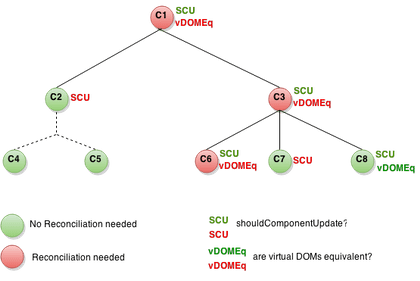 C1 SCU
vDOMEq
C2 SCU
C3 SCU
vDOMEq
C4
C5
C6 SCU
vDOMEq
C7 SCU
C8 SCU
vDOMEq
No Reconciliation needed
Reconciliation needed
SCU
SCU
shouldComponentUpdate?
vDOMEq
vDOMEq
are virtual DOMs equivalent?